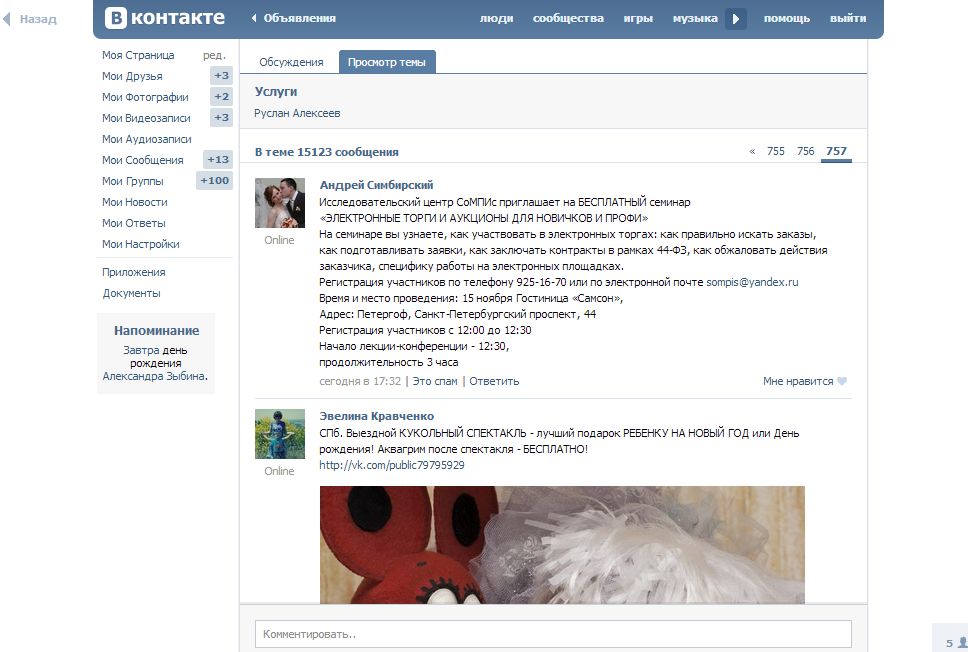 Назад
В контакте
Объявления
люди сообщества игры музыка помощь выйти
Моя Страница ред.
Мои Друзья +3
Мои Фотографии +2
Мои Видеозаписи +3
Мои Аудиозаписи
Мои Сообщения +13
Мои Группы +100
Мои Новости
Мои Ответы
Мои Настройки
Приложения
Документы
Напоминание
Завтра день
рождения
Александра Зыбина.
Обсуждения Просмотр темы
Услуги
Руслан Алексеев
В теме 15123 сообщения
« 755 756 757
Андрей Симбирский
Исследовательский центр СоМПИс приглашает на БЕСПЛАТНЫЙ семинар
«ЭЛЕКТРОННЫЕ ТОРГИ И АУКЦИОНЫ ДЛЯ НОВИЧКОВ И ПРОФИ»
На семинаре вы узнаете, как участвовать в электронных торгах: как правильно искать заказы,
как подготавливать заявки, как заключать контракты в рамках 44-ФЗ, как обжаловать действия
заказчика, специфику работы на электронных площадках.
Регистрация участников по телефону 925-16-70 или по электронной почте sompis@yandex.ru
Время и место проведения: 15 ноября Гостиница «Самсон»,
Адрес: Петергоф, Санкт-Петербургский проспект, 44
Регистрация участников с 12:00 до 12:30
Начало лекции-конференции - 12:30,
продолжительность 3 часа
Online
сегодня в 17:32 | Это спам | Ответить
Мне нравится
Эвелина Кравченко
СПб. Выездной КУКОЛЬНЫЙ СПЕКТАКЛЬ - лучший подарок РЕБЕНКУ НА НОВЫЙ ГОД или День
рождения! Аквагрим после спектакля - БЕСПЛАТНО!
http://vk.com/public79795929
Online
Комментировать..
5